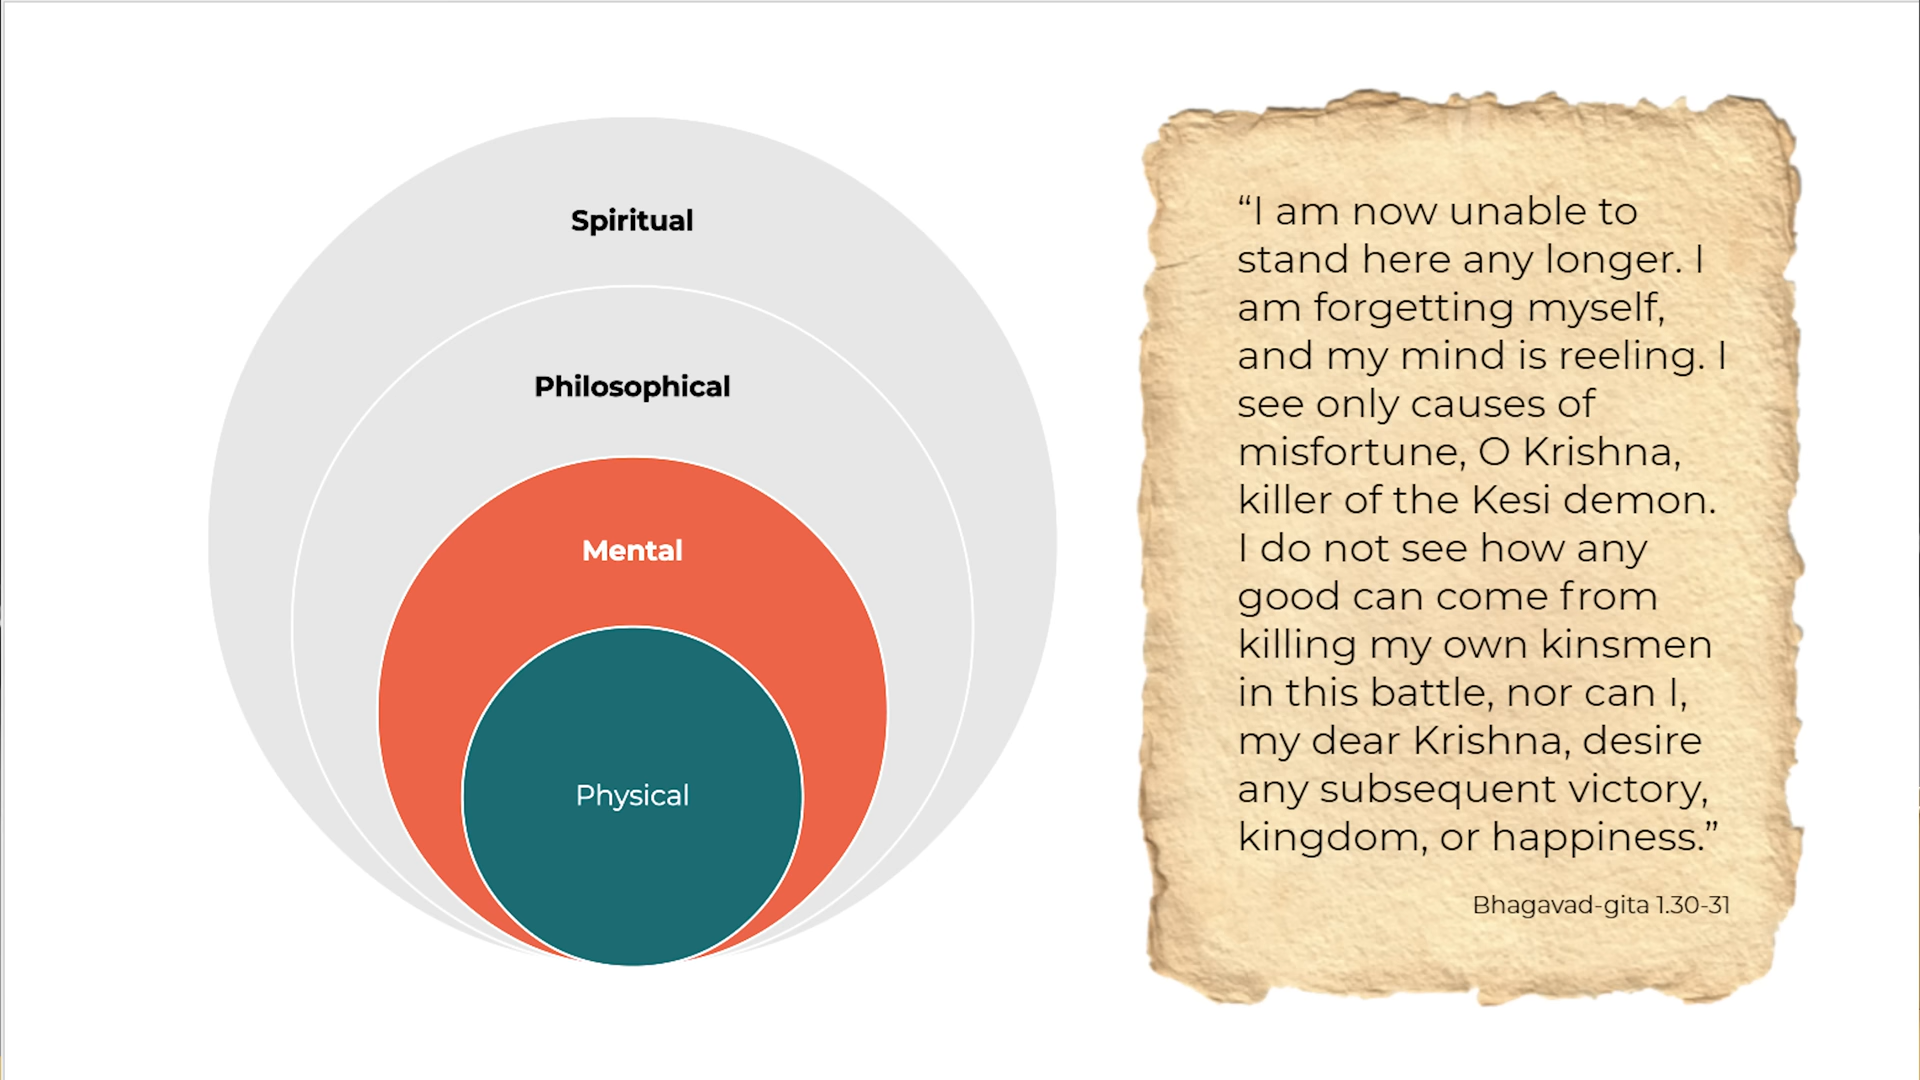 Spiritual
Philosophical
Mental
Physical
“I am now unable to
stand here any longer. I
am forgetting myself,
and my mind is reeling. I
see only causes of
misfortune, O Krishna,
killer of the Kesi demon.
I do not see how any
good can come from
killing my own kinsmen
in this battle, nor can I,
my dear Krishna, desire
any subsequent victory,
kingdom, or happiness.”
Bhagavad-gita 1.30-31